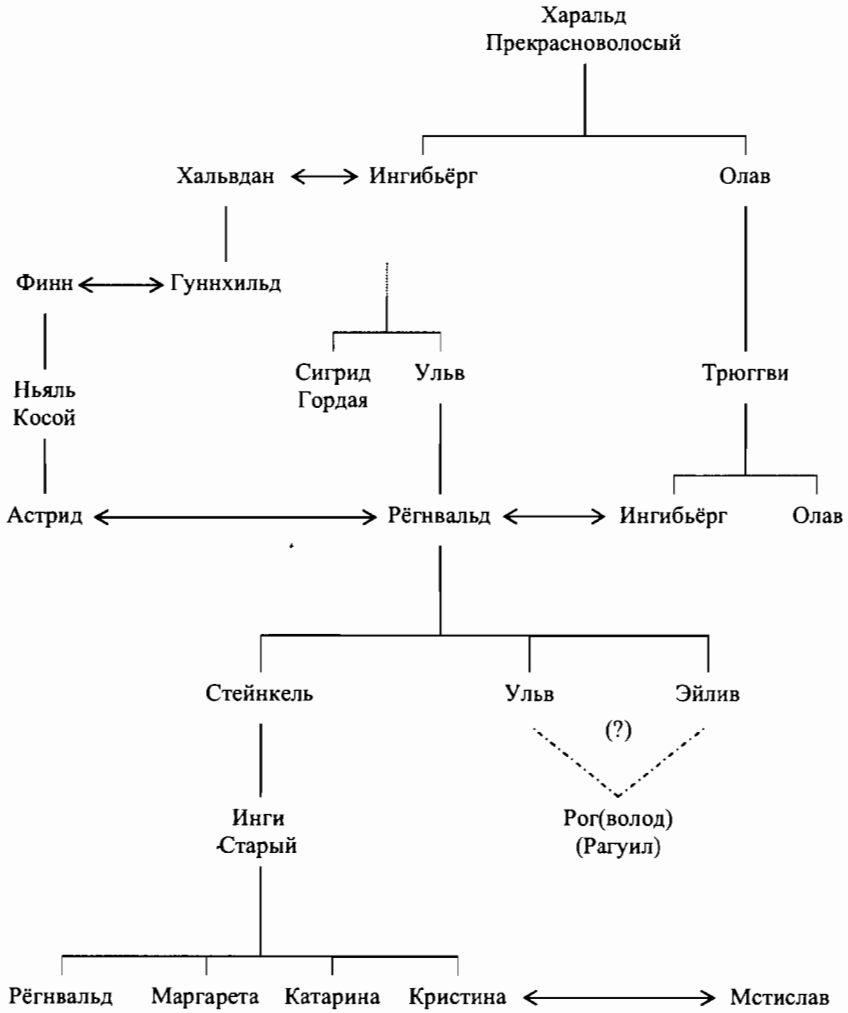 Харальд
Прекрасноволосый
Хальвдан Ингибьёрг Олав
Финн Гуннхильд
Сигрид Ульв Трюггви
Гордая
Ньяль
Косой
Астрид Рёгнвальд Ингибьёрг Олав
Стейнкель Ульв Эйлив
(?)
Инги Рог(волод)
Старый (Рагуил)
Рёгнвальд Маргарета Катарина Кристина Мстислав